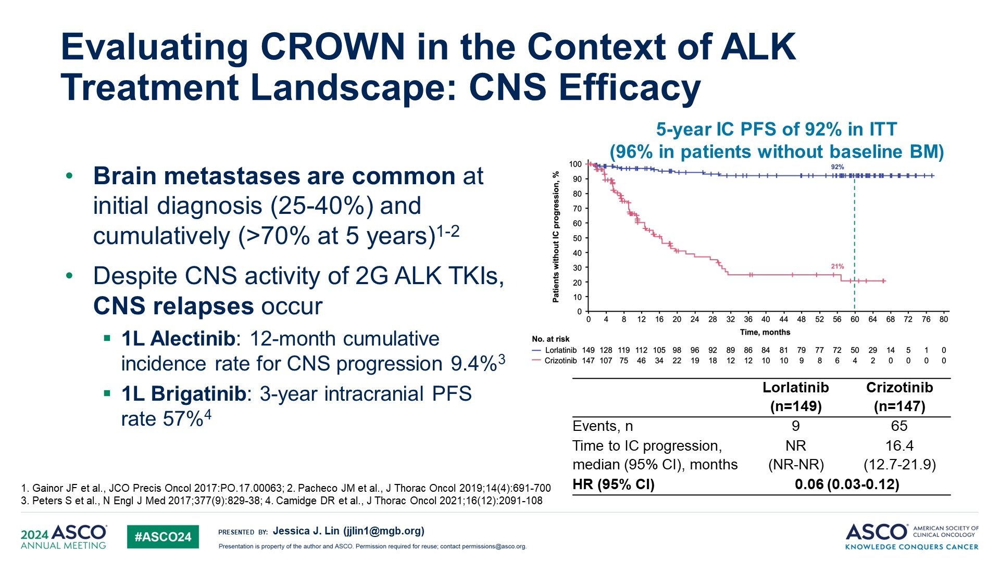 Evaluating CROWN in the Context of ALK
Treatment Landscape: CNS Efficacy
• Brain metastases are common at
initial diagnosis (25-40%) and
cumulatively (>70% at 5 years)1-2
• Despite CNS activity of 2G ALK TKIs,
CNS relapses occur
▪ 1L Alectinib: 12-month cumulative
incidence rate for CNS progression 9.4%3
▪ 1L Brigatinib: 3-year intracranial PFS
rate 57%4
5-year IC PFS of 92% in ITT
(96% in patients without baseline BM)
Patients without IC progression, %
100
90
80
70
60
50
40
30
20
10
0
92%
21%
0 4 8 12 16 20 24 28 32 36 40 44 48 52 56 60 64 68 72 76 80
Time, months
No. at risk
Lorlatinib 149 128 119 112 105 98 96 92 89 86 84 81 79 77 72 50 29 14 5 1 0
Crizotinib 147 107 75 46 34 22 19 18 12 12 10 10 9 8 6 4 2 0 0 0 0
Lorlatinib Crizotinib
(n=149) (n=147)
Events, n 9 65
Time to IC progression, NR 16.4
median (95% CI), months (NR-NR) (12.7-21.9)
HR (95% CI) 0.06 (0.03-0.12)
1. Gainor JF et al., JCO Precis Oncol 2017:PO.17.00063; 2. Pacheco JM et al., J Thorac Oncol 2019;14(4):691-700
3. Peters S et al., N Engl J Med 2017;377(9):829-38; 4. Camidge DR et al., J Thorac Oncol 2021;16(12):2091-108
2024 ASCO®
ANNUAL MEETING
#ASCO24
PRESENTED BY: Jessica J. Lin (jjlin1@mgb.org)
Presentation is property of the author and ASCO. Permission required for reuse; contact permissions@asco.org.
ASCO® AMERICAN SOCIETY OF
CLINICAL ONCOLOGY
KNOWLEDGE CONQUERS CANCER